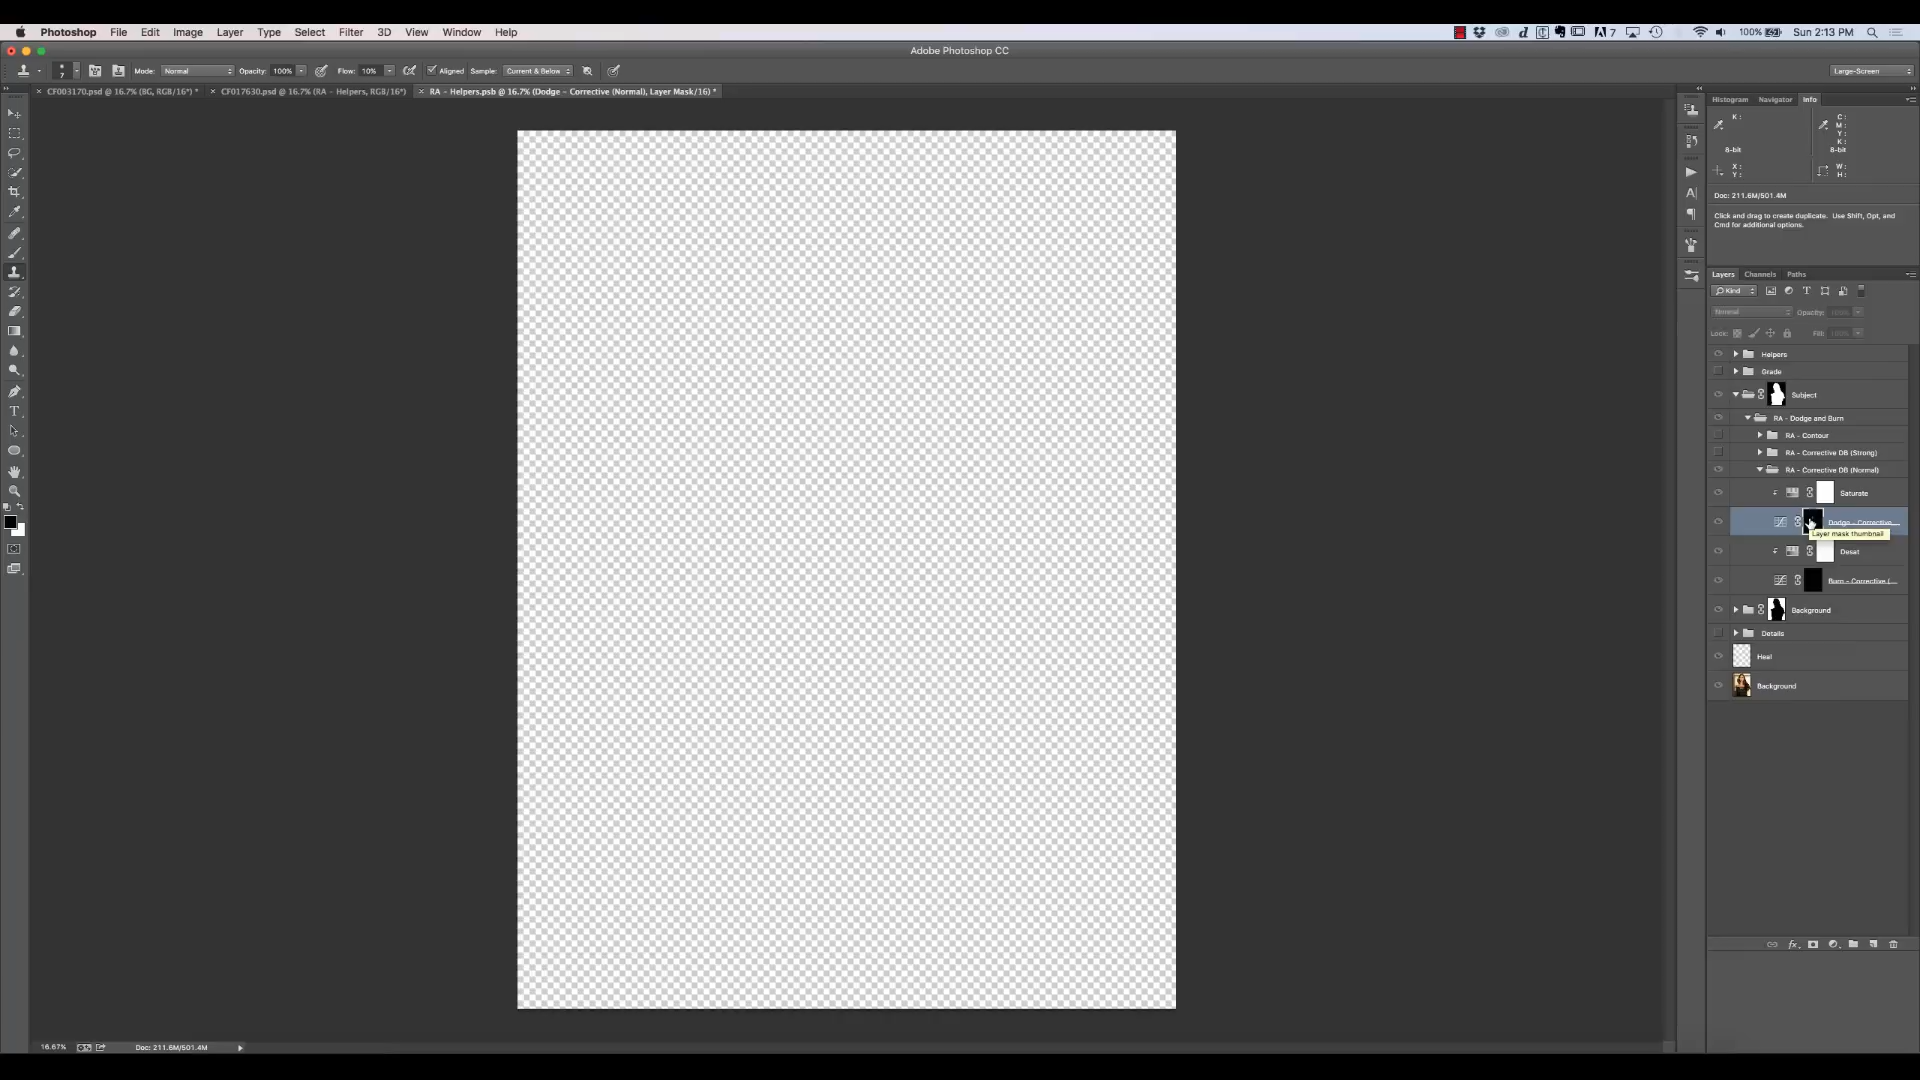 Photoshop File Edit Image Layer Type Select Filter 3D View Window Help
7 100% Sun 2:13 PM
Adobe Photoshop CC
7 Mode: Normal Opacity: 100% Flow: 10% Aligned Sample: Current & Below Large-Screen
CF003170.psd @ 16.7% (BG, RGB/16*) * CF017630.psd @ 16.7% (RA - Helpers, RGB/16*) RA - Helpers.psb @ 16.7% (Dodge - Corrective (Normal), Layer Mask/16) *
Histogram Navigator Info
K: C:
M:
Y:
K:
8-bit 8-bit
X: W:
Y: H:
Doc: 211.6M/501.4M
Click and drag to create duplicate. Use Shift, Opt, and
Cmd for additional options.
Layers Channels Paths
Kind
Normal Opacity: 100%
Lock: Fill: 100%
Helpers
Grade
Subject
RA - Dodge and Burn
RA - Contour
RA - Corrective DB (Strong)
RA - Corrective DB (Normal)
Saturate
Dodge - Corrective...
Layer mask thumbnail
Desat
Burn - Corrective (...
Background
Details
Heal
Background
16.67% Doc: 211.6M/501.4M